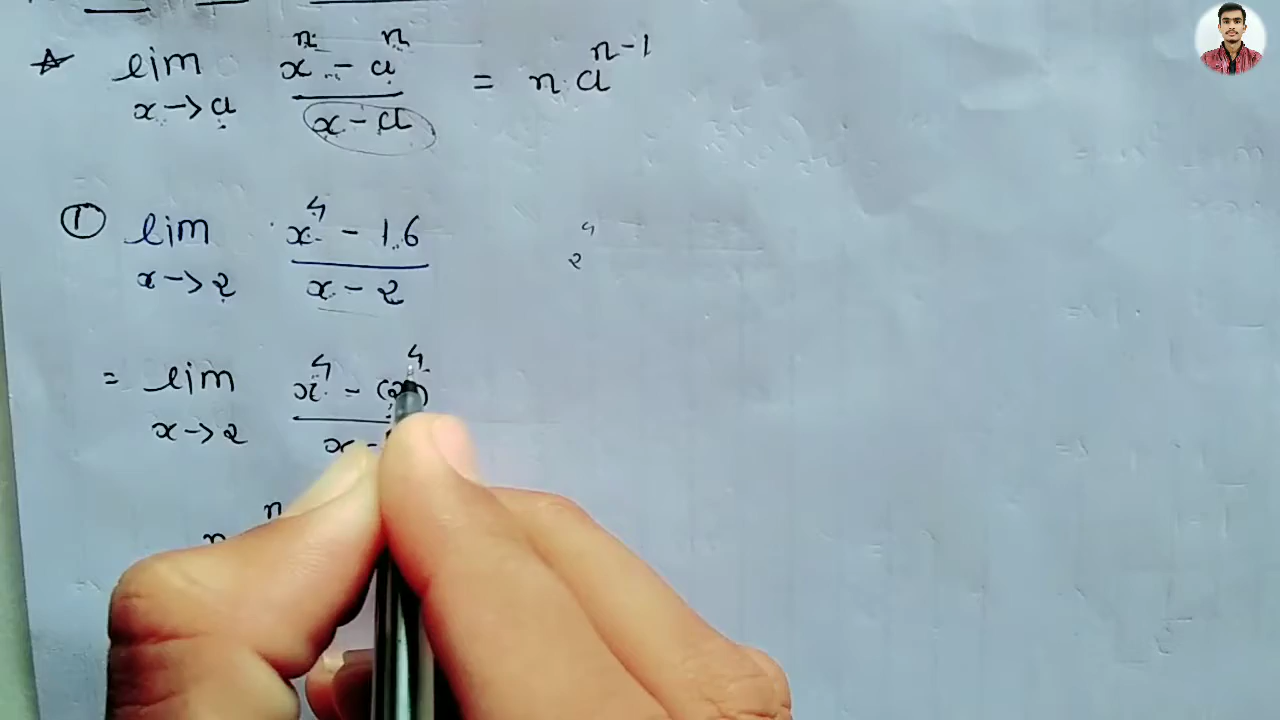 ☆ lim x→a (x^n - a^n)/(x - a) = n a^(n-1)
① lim x→2 (x^4 - 16)/(x - 2)
2^4
= lim x→2 (x^4 - (2)^4)/(x -
n
n